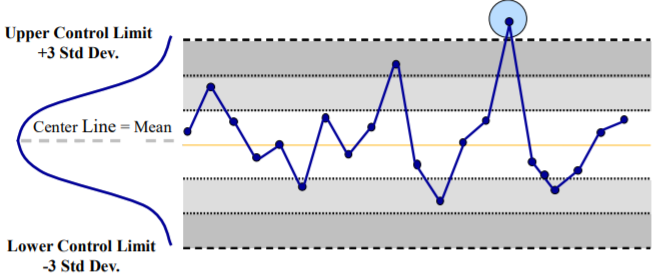 Upper Control Limit
+3 Std Dev.
Center Line = Mean
Lower Control Limit
-3 Std Dev.